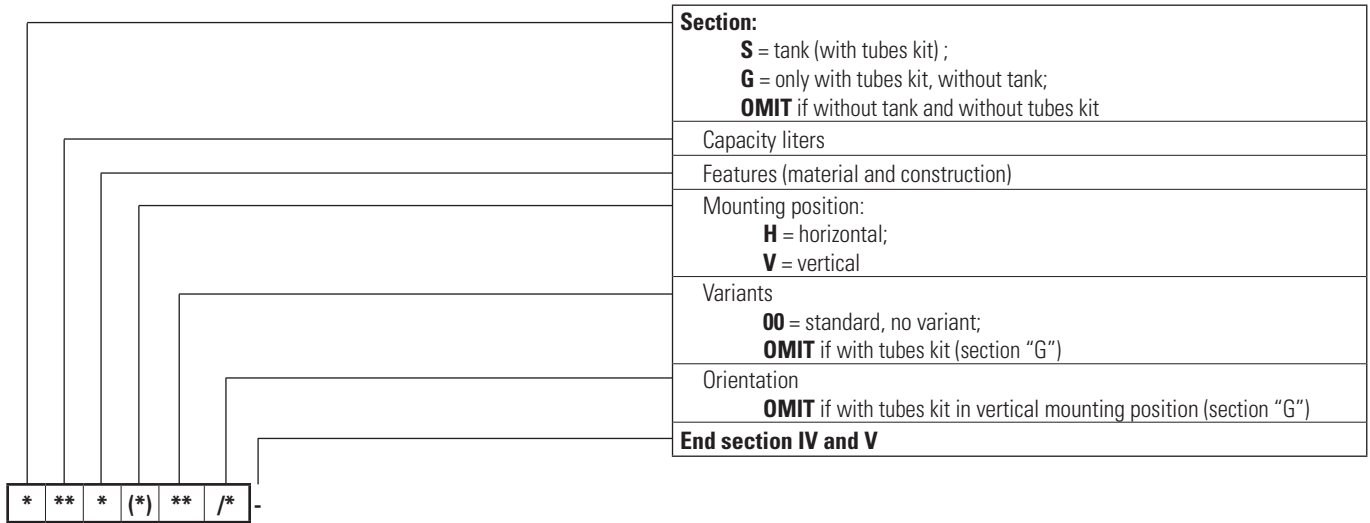 Section:
S = tank (with tubes kit) ;
G = only with tubes kit, without tank;
OMIT if without tank and without tubes kit
Capacity liters
Features (material and construction)
Mounting position:
H = horizontal;
V = vertical
Variants
00 = standard, no variant;
OMIT if with tubes kit (section “G”)
Orientation
OMIT if with tubes kit in vertical mounting position (section “G”)
End section IV and V
* ** * (*) ** /* -